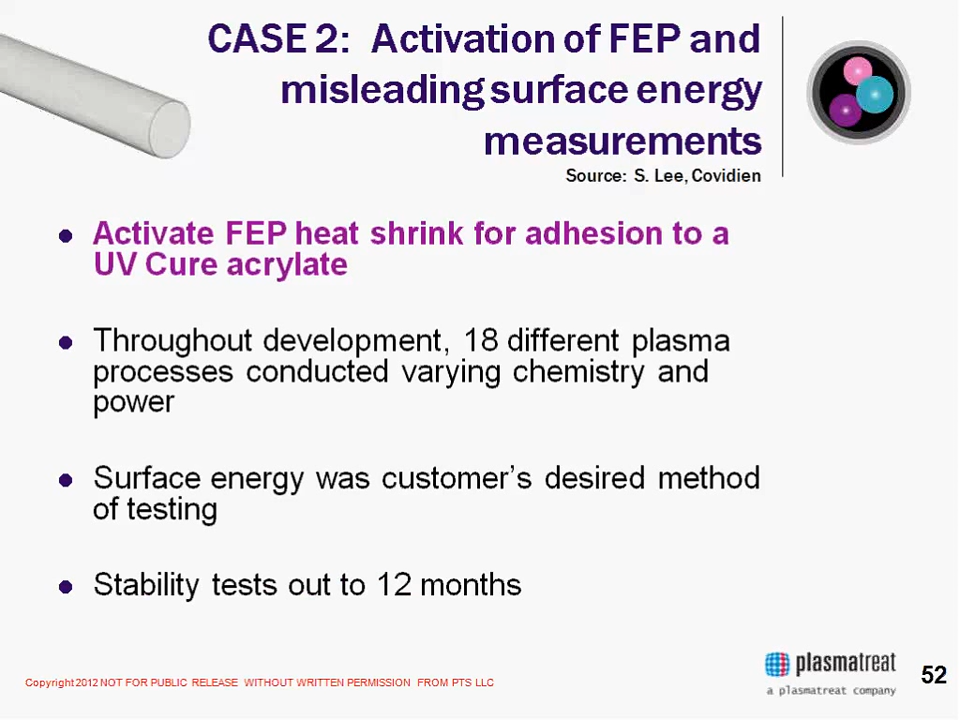 CASE 2: Activation of FEP and
misleading surface energy
measurements
Source: S. Lee, Covidien
Activate FEP heat shrink for adhesion to a
UV Cure acrylate
Throughout development, 18 different plasma
processes conducted varying chemistry and
power
Surface energy was customer's desired method
of testing
Stability tests out to 12 months
plasmatreat
a plasmatreat company
52
Copyright 2012 NOT FOR PUBLIC RELEASE WITHOUT WRITTEN PERMISSION FROM PTS LLC